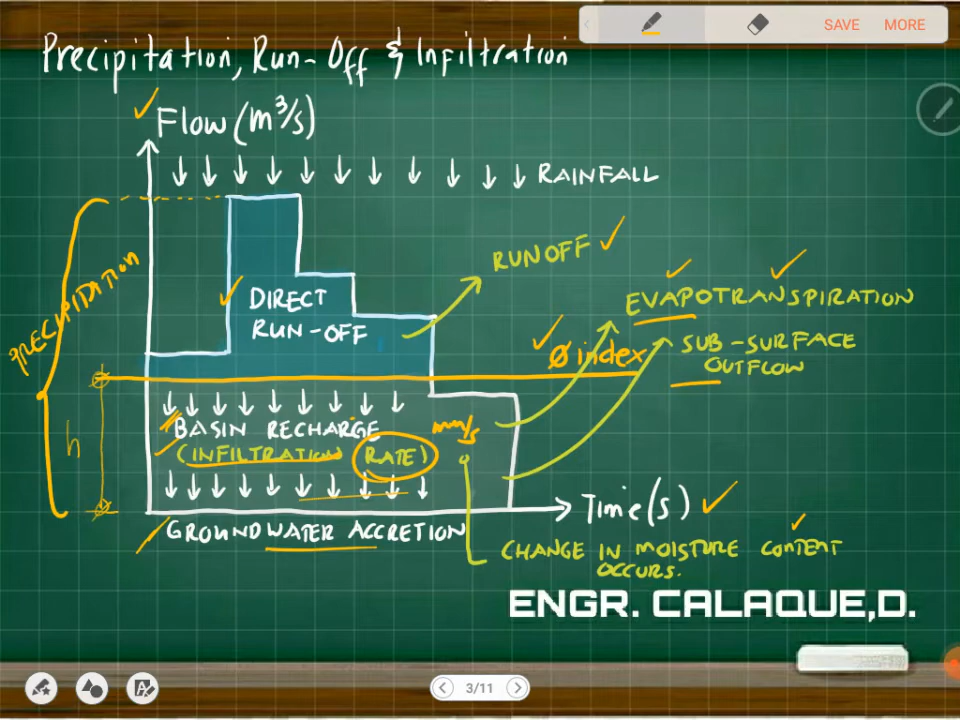 SAVE MORE
Precipitation, Run-Off & Infiltration
Flow (m³/s)
RAINFALL
PRECIPITATION
RUNOFF
EVAPOTRANSPIRATION
DIRECT
RUN-OFF
Ø index
SUB-SURFACE
OUTFLOW
h
BASIN RECHARGE
mm/s
(INFILTRATION RATE)
Time(s)
GROUNDWATER ACCRETION
CHANGE IN MOISTURE CONTENT
OCCURS.
ENGR. CALAQUE,D.
3/11